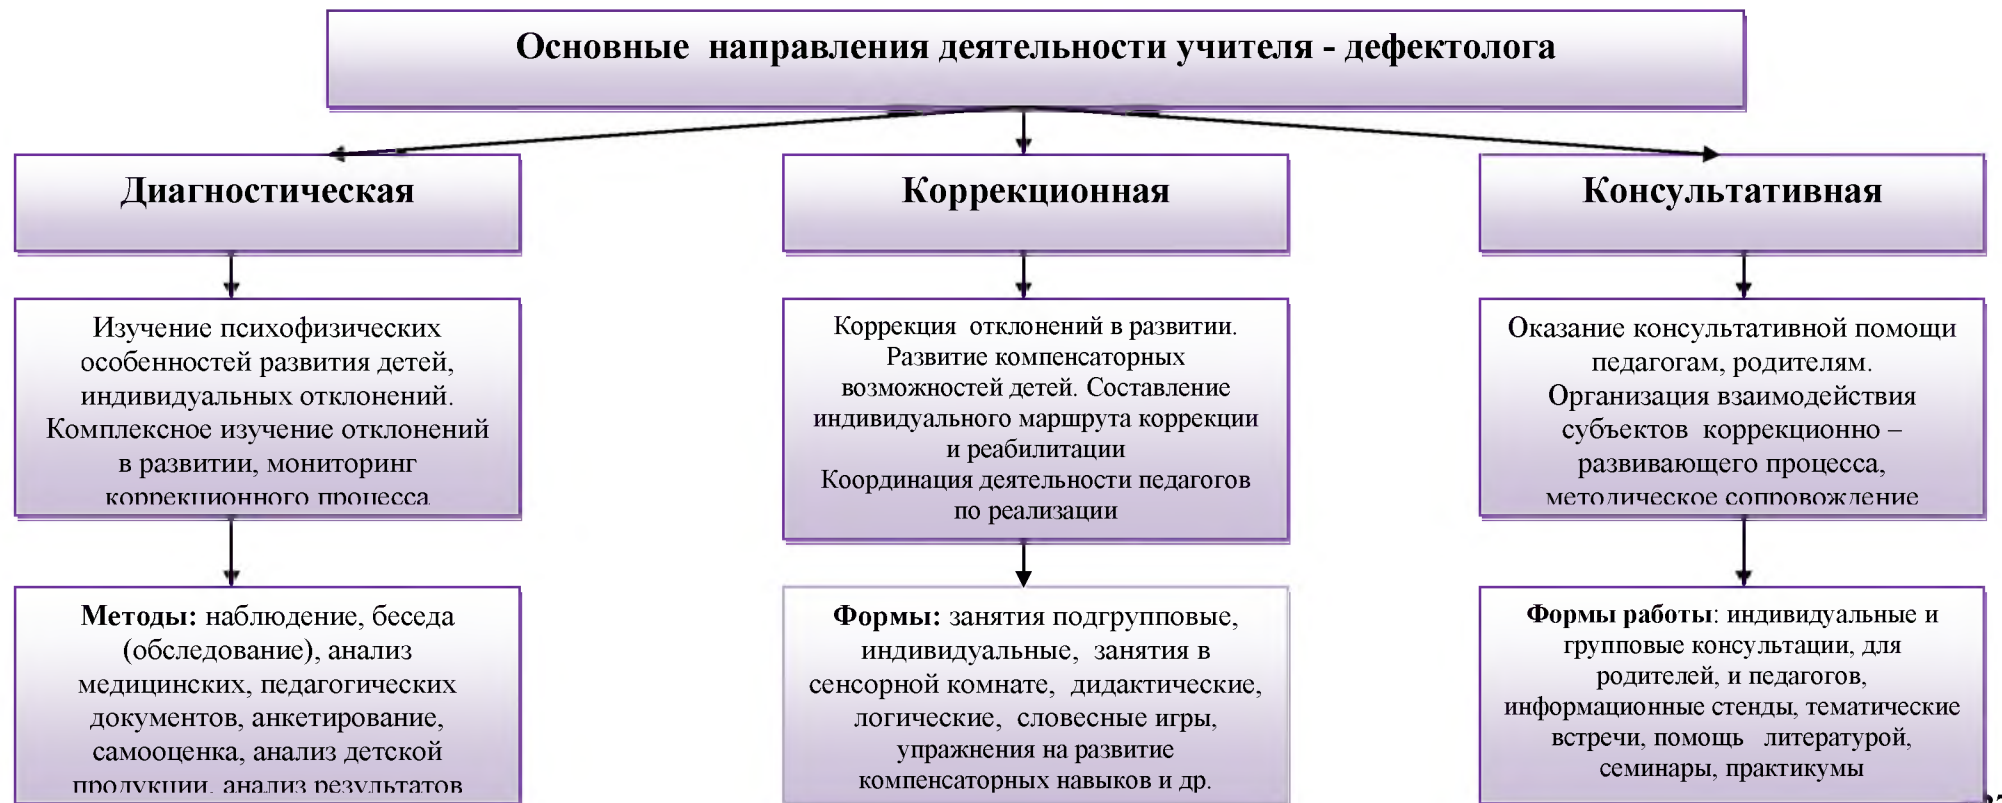 Основные направления деятельности учителя - дефектолога
Диагностическая
Коррекционная
Консультативная
Изучение психофизических
особенностей развития детей,
индивидуальных отклонений.
Комплексное изучение отклонений
в развитии, мониторинг
коррекционного процесса
Коррекция отклонений в развитии.
Развитие компенсаторных
возможностей детей. Составление
индивидуального маршрута коррекции
и реабилитации
Координация деятельности педагогов
по реализации
Оказание консультативной помощи
педагогам, родителям.
Организация взаимодействия
субъектов коррекционно –
развивающего процесса,
методическое сопровождение
Методы: наблюдение, беседа
(обследование), анализ
медицинских, педагогических
документов, анкетирование,
самооценка, анализ детской
продукции, анализ результатов
Формы: занятия подгрупповые,
индивидуальные, занятия в
сенсорной комнате, дидактические,
логические, словесные игры,
упражнения на развитие
компенсаторных навыков и др.
Формы работы: индивидуальные и
групповые консультации, для
родителей, и педагогов,
информационные стенды, тематические
встречи, помощь литературой,
семинары, практикумы